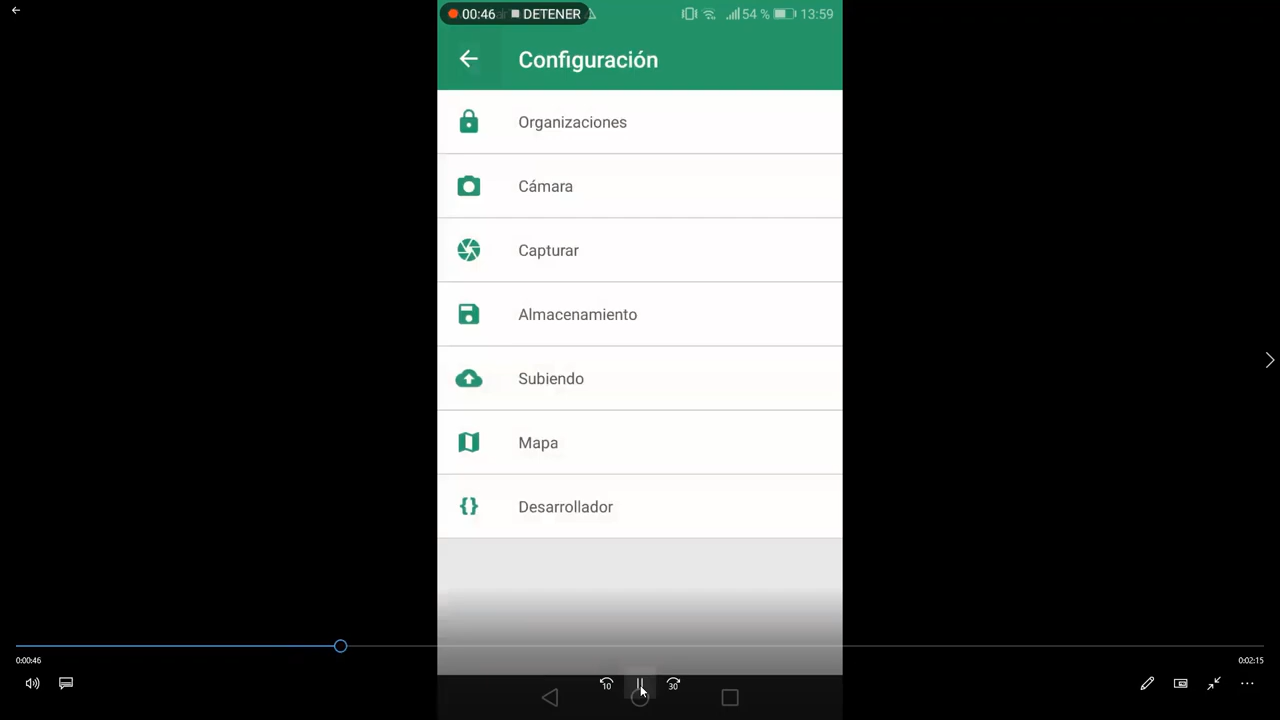 00:46 DETENER 54 % 13:59
Configuración
Organizaciones
Cámara
Capturar
Almacenamiento
Subiendo
Mapa
{} Desarrollador
0:00:46 0:02:15
10 30